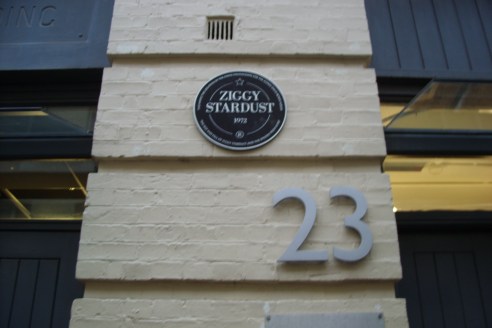 INC
ZIGGY
STARDUST
1972
23